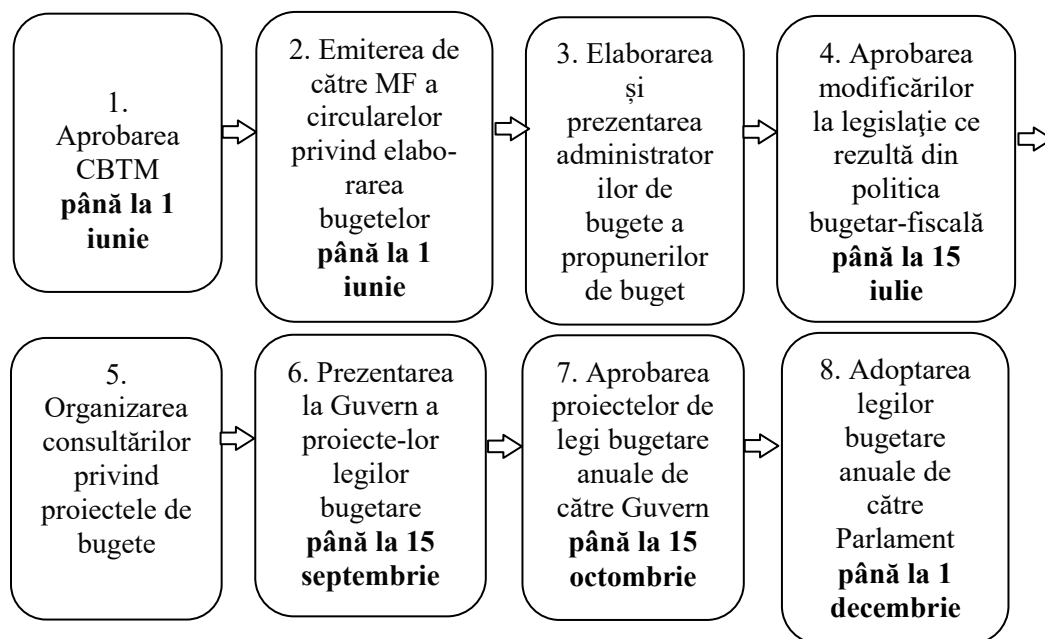 1.
Aprobarea
CBTM
până la 1
iunie
2. Emiterea de
către MF a
circularelor
privind elabo-
rarea
bugetelor
până la 1
iunie
3. Elaborarea
și
prezentarea
administrator
ilor de
bugete a
propunerilor
de buget
4. Aprobarea
modificărilor
la legislaţie ce
rezultă din
politica
bugetar-fiscală
până la 15
iulie
5.
Organizarea
consultărilor
privind
proiectele de
bugete
6. Prezentarea
la Guvern a
proiecte-lor
legilor
bugetare
până la 15
septembrie
7. Aprobarea
proiectelor de
legi bugetare
anuale de
către Guvern
până la 15
octombrie
8. Adoptarea
legilor
bugetare
anuale de
către
Parlament
până la 1
decembrie